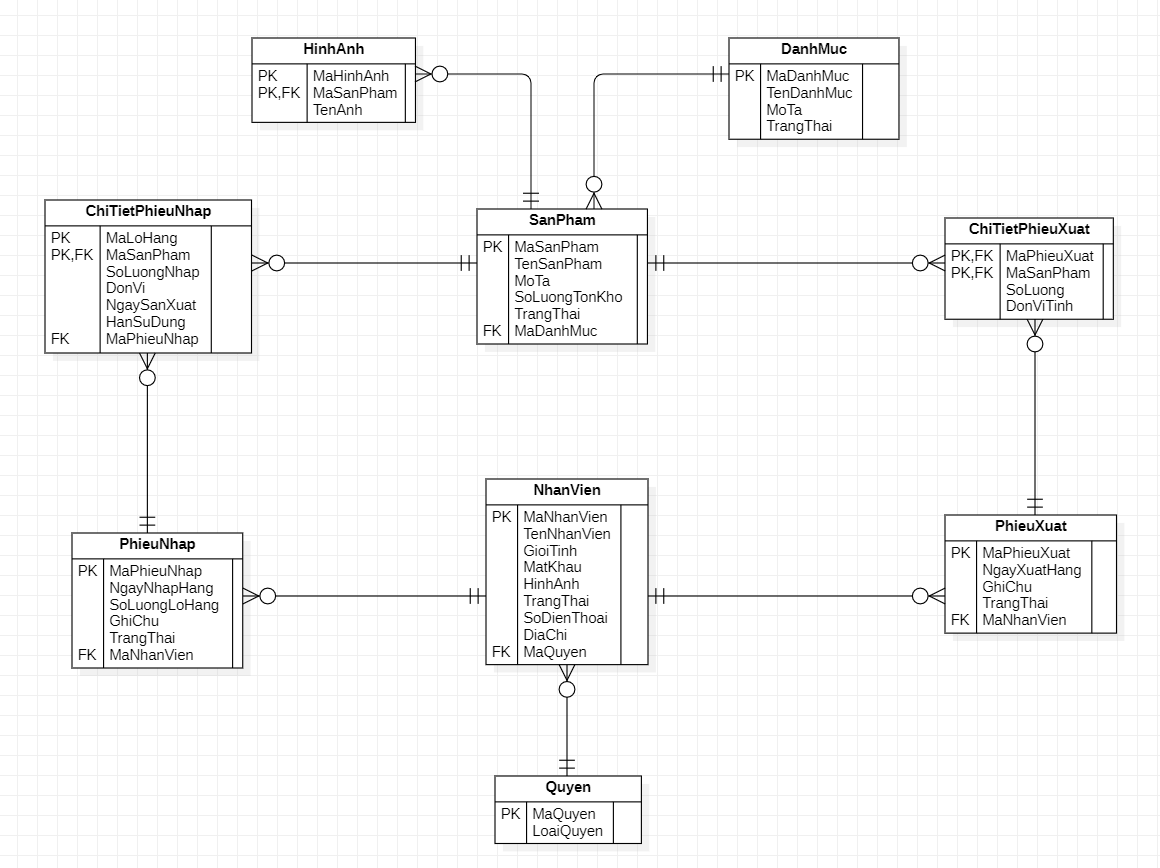 HinhAnh
PK MaHinhAnh
PK,FK MaSanPham
TenAnh
DanhMuc
PK MaDanhMuc
TenDanhMuc
MoTa
TrangThai
ChiTietPhieuNhap
PK MaLoHang
PK,FK MaSanPham
SoLuongNhap
DonVi
NgaySanXuat
HanSuDung
FK MaPhieuNhap
SanPham
PK MaSanPham
TenSanPham
MoTa
SoLuongTonKho
TrangThai
FK MaDanhMuc
ChiTietPhieuXuat
PK,FK MaPhieuXuat
PK,FK MaSanPham
SoLuong
DonViTinh
PhieuNhap
PK MaPhieuNhap
NgayNhapHang
SoLuongLoHang
GhiChu
TrangThai
FK MaNhanVien
NhanVien
PK MaNhanVien
TenNhanVien
GioiTinh
MatKhau
HinhAnh
TrangThai
SoDienThoai
DiaChi
FK MaQuyen
PhieuXuat
PK MaPhieuXuat
NgayXuatHang
GhiChu
TrangThai
FK MaNhanVien
Quyen
PK MaQuyen
LoaiQuyen